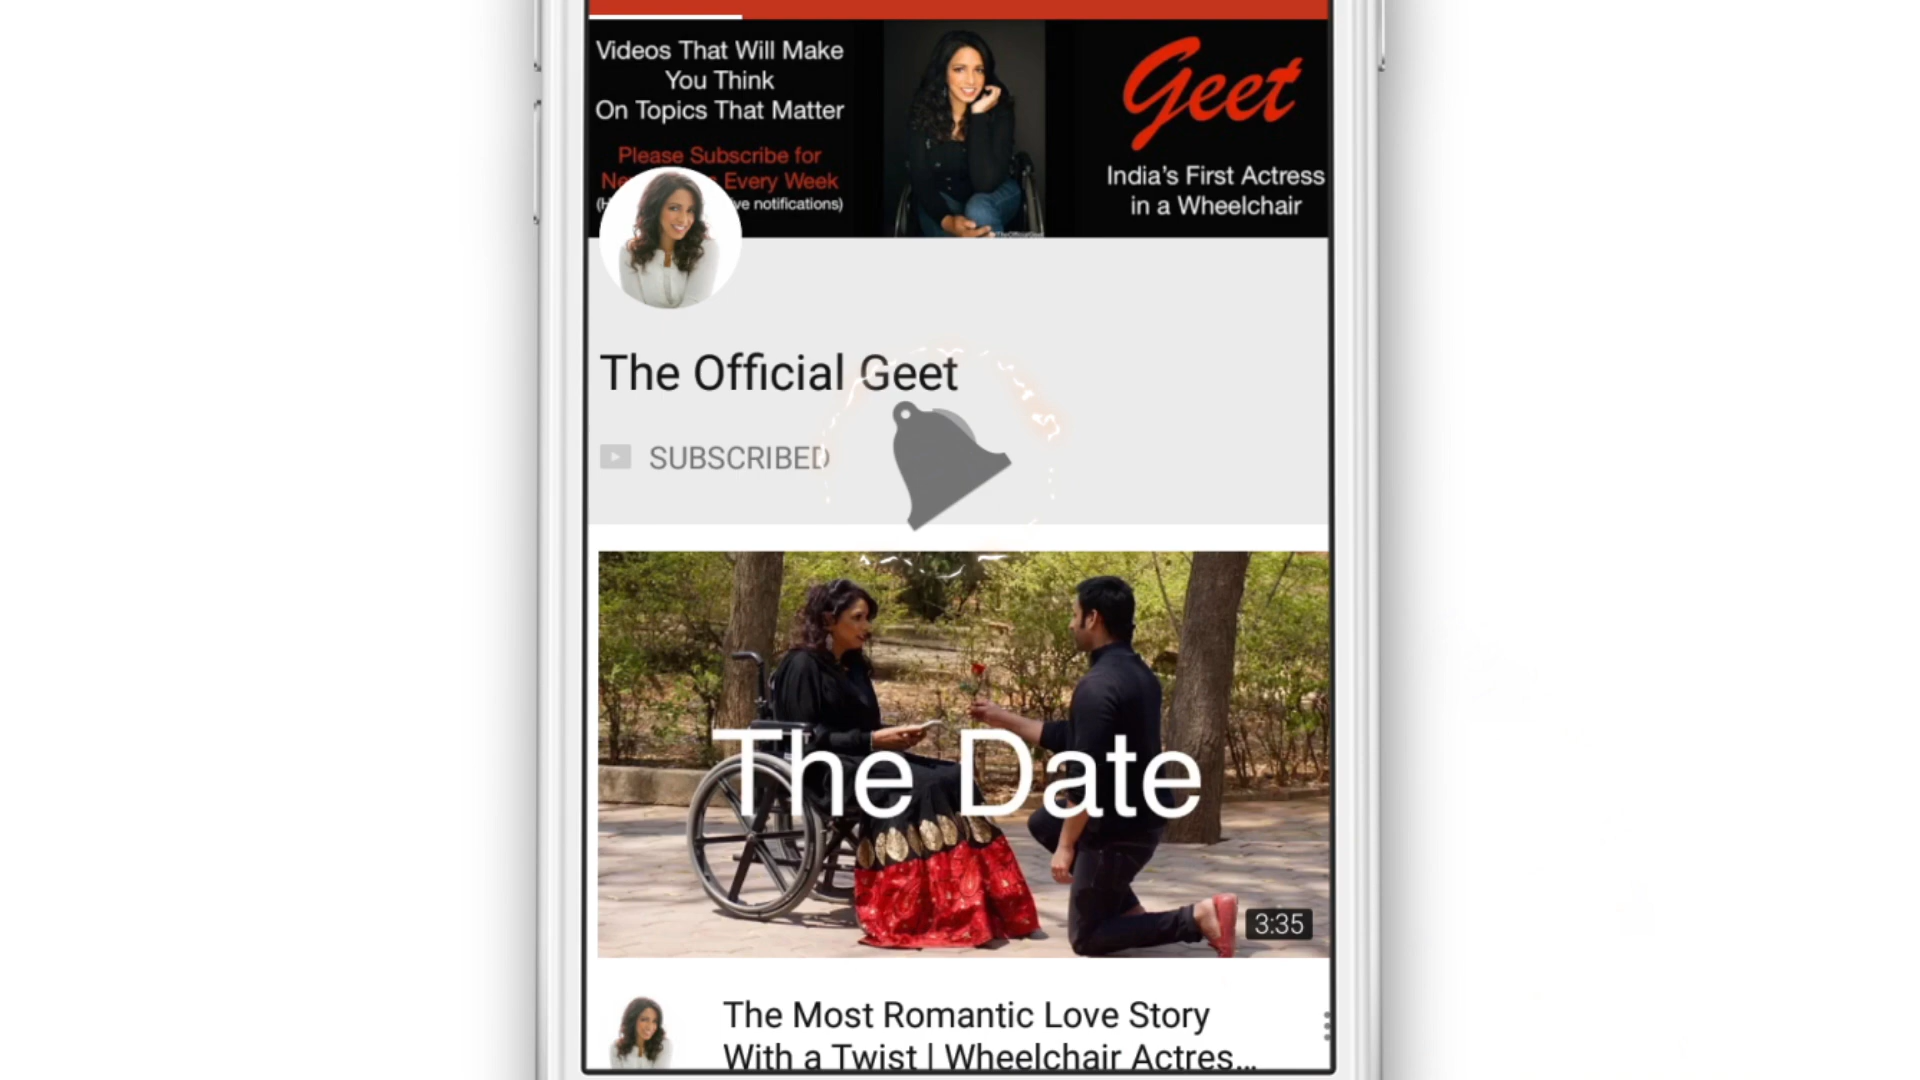 Videos That Will Make
You Think
On Topics That Matter
Please Subscribe for
Every Week
ve notifications)
Geet
India's First Actress
in a Wheelchair
The Official Geet
SUBSCRIBED
The Date
3:35
The Most Romantic Love Story
With a Twist | Wheelchair Actres...